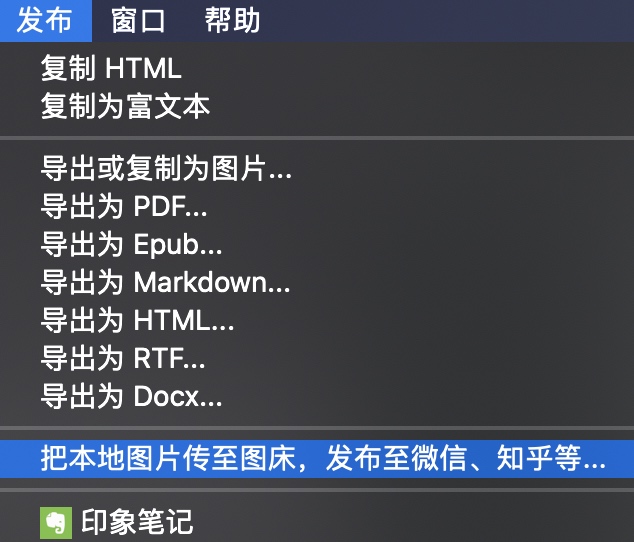 发布 窗口 帮助
复制 HTML
复制为富文本
导出或复制为图片...
导出为 PDF...
导出为 Epub...
导出为 Markdown...
导出为 HTML...
导出为 RTF...
导出为 Docx...
把本地图片传至图床，发布至微信、知乎等...
印象笔记